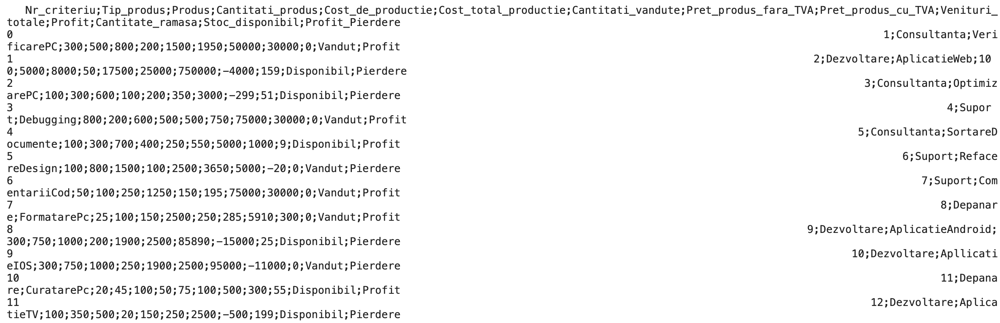 Nr_criteriu;Tip_produs;Produs;Cantitati_produs;Cost_de_productie;Cost_total_productie;Cantitati_vandute;Pret_produs_fara_TVA;Pret_produs_cu_TVA;Venituri_
totale;Profit;Cantitate_ramasa;Stoc_disponibil;Profit_Pierdere
0 1;Consultanta;Veri
ficarePC;300;500;800;200;1500;1950;50000;30000;0;Vandut;Profit
1 2;Dezvoltare;AplicatieWeb;10
0;5000;8000;50;17500;25000;750000;-4000;159;Disponibil;Pierdere
2 3;Consultanta;Optimiz
arePC;100;300;600;100;200;350;3000;-299;51;Disponibil;Pierdere
3 4;Supor
t;Debugging;800;200;600;500;500;750;75000;30000;0;Vandut;Profit
4 5;Consultanta;SortareD
ocumente;100;300;700;400;250;550;5000;1000;9;Disponibil;Profit
5 6;Suport;Reface
reDesign;100;800;1500;100;2500;3650;5000;-20;0;Vandut;Pierdere
6 7;Suport;Com
entariiCod;50;100;250;1250;150;195;75000;30000;0;Vandut;Profit
7 8;Depanar
e;FormatarePc;25;100;150;2500;250;285;5910;300;0;Vandut;Profit
8 9;Dezvoltare;AplicatieAndroid;
300;750;1000;200;1900;2500;85890;-15000;25;Disponibil;Pierdere
9 10;Dezvoltare;Apllicati
eIOS;300;750;1000;250;1900;2500;95000;-11000;0;Vandut;Pierdere
10 11;Depana
re;CuratarePc;20;45;100;50;75;100;500;300;55;Disponibil;Profit
11 12;Dezvoltare;Aplica
tieTV;100;350;500;20;150;250;2500;-500;199;Disponibil;Pierdere